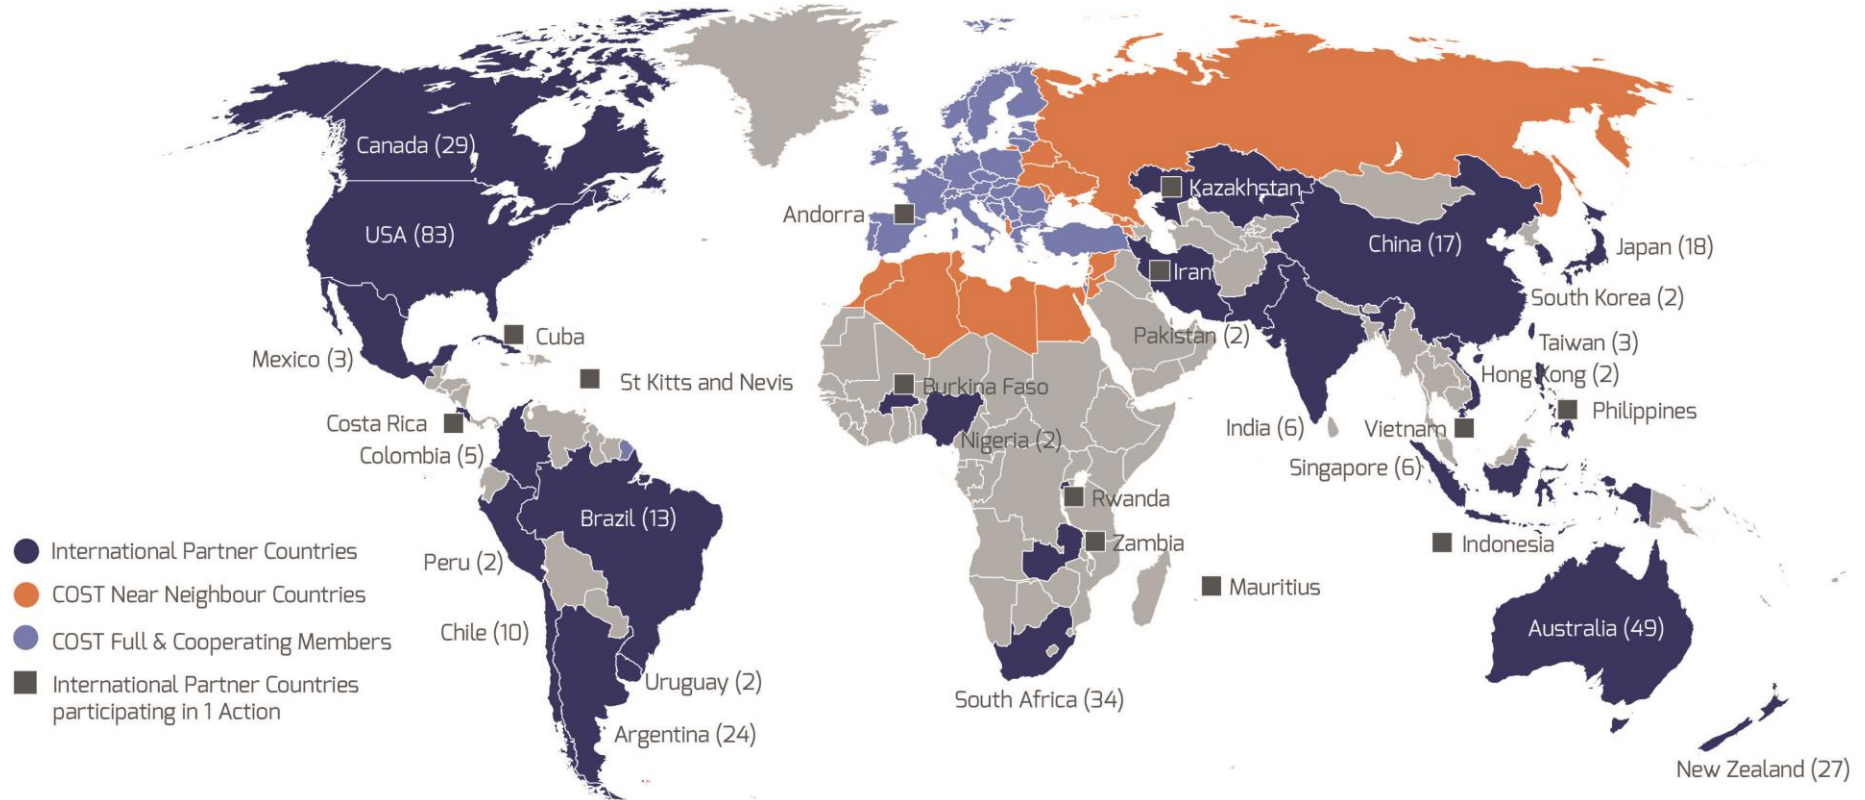 Canada (29)
USA (83)
Mexico (3)
Cuba
St Kitts and Nevis
Costa Rica
Colombia (5)
Brazil (13)
Peru (2)
Chile (10)
Uruguay (2)
Argentina (24)
Andorra
Burkina Faso
Nigeria (2)
Rwanda
Zambia
Mauritius
South Africa (34)
Kazakhstan
Iran
China (17)
Japan (18)
South Korea (2)
Pakistan (2)
Taiwan (3)
Hong Kong (2)
India (6)
Vietnam
Philippines
Singapore (6)
Indonesia
Australia (49)
New Zealand (27)
International Partner Countries
COST Near Neighbour Countries
COST Full & Cooperating Members
International Partner Countries
participating in 1 Action